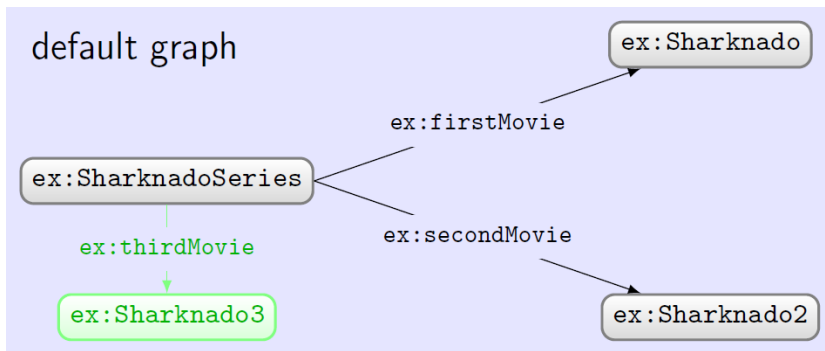 default graph
ex:Sharknado
ex:firstMovie
ex:SharknadoSeries
ex:secondMovie
ex:thirdMovie
ex:Sharknado3
ex:Sharknado2